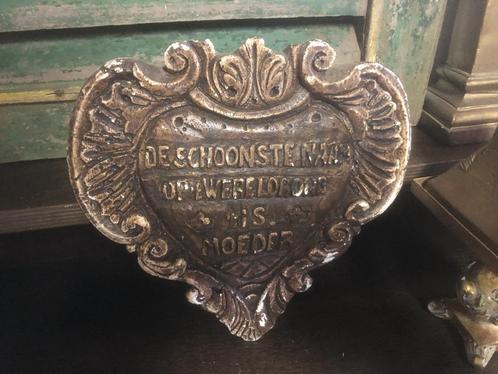 DE SCHOONSTE NAAM
OP WERELDROND
IS
MOEDER